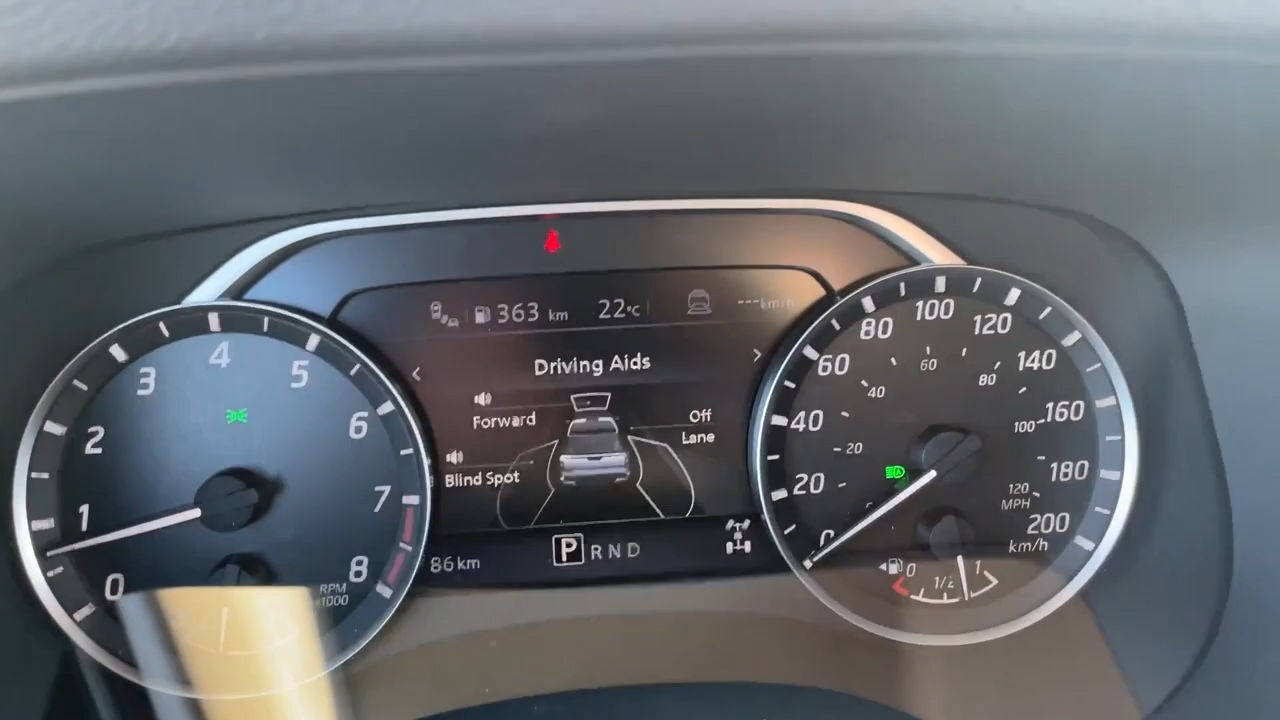 363 km
22°c
---km/h
<
Driving Aids
>
Forward
Off
Lane
Blind Spot
86 km
P R N D
0
1
2
3
4
5
6
7
8
RPM
x1000
0
20
40
60
80
100
120
140
160
180
200
km/h
20
40
60
80
100
120
MPH
A
0
1/2
1